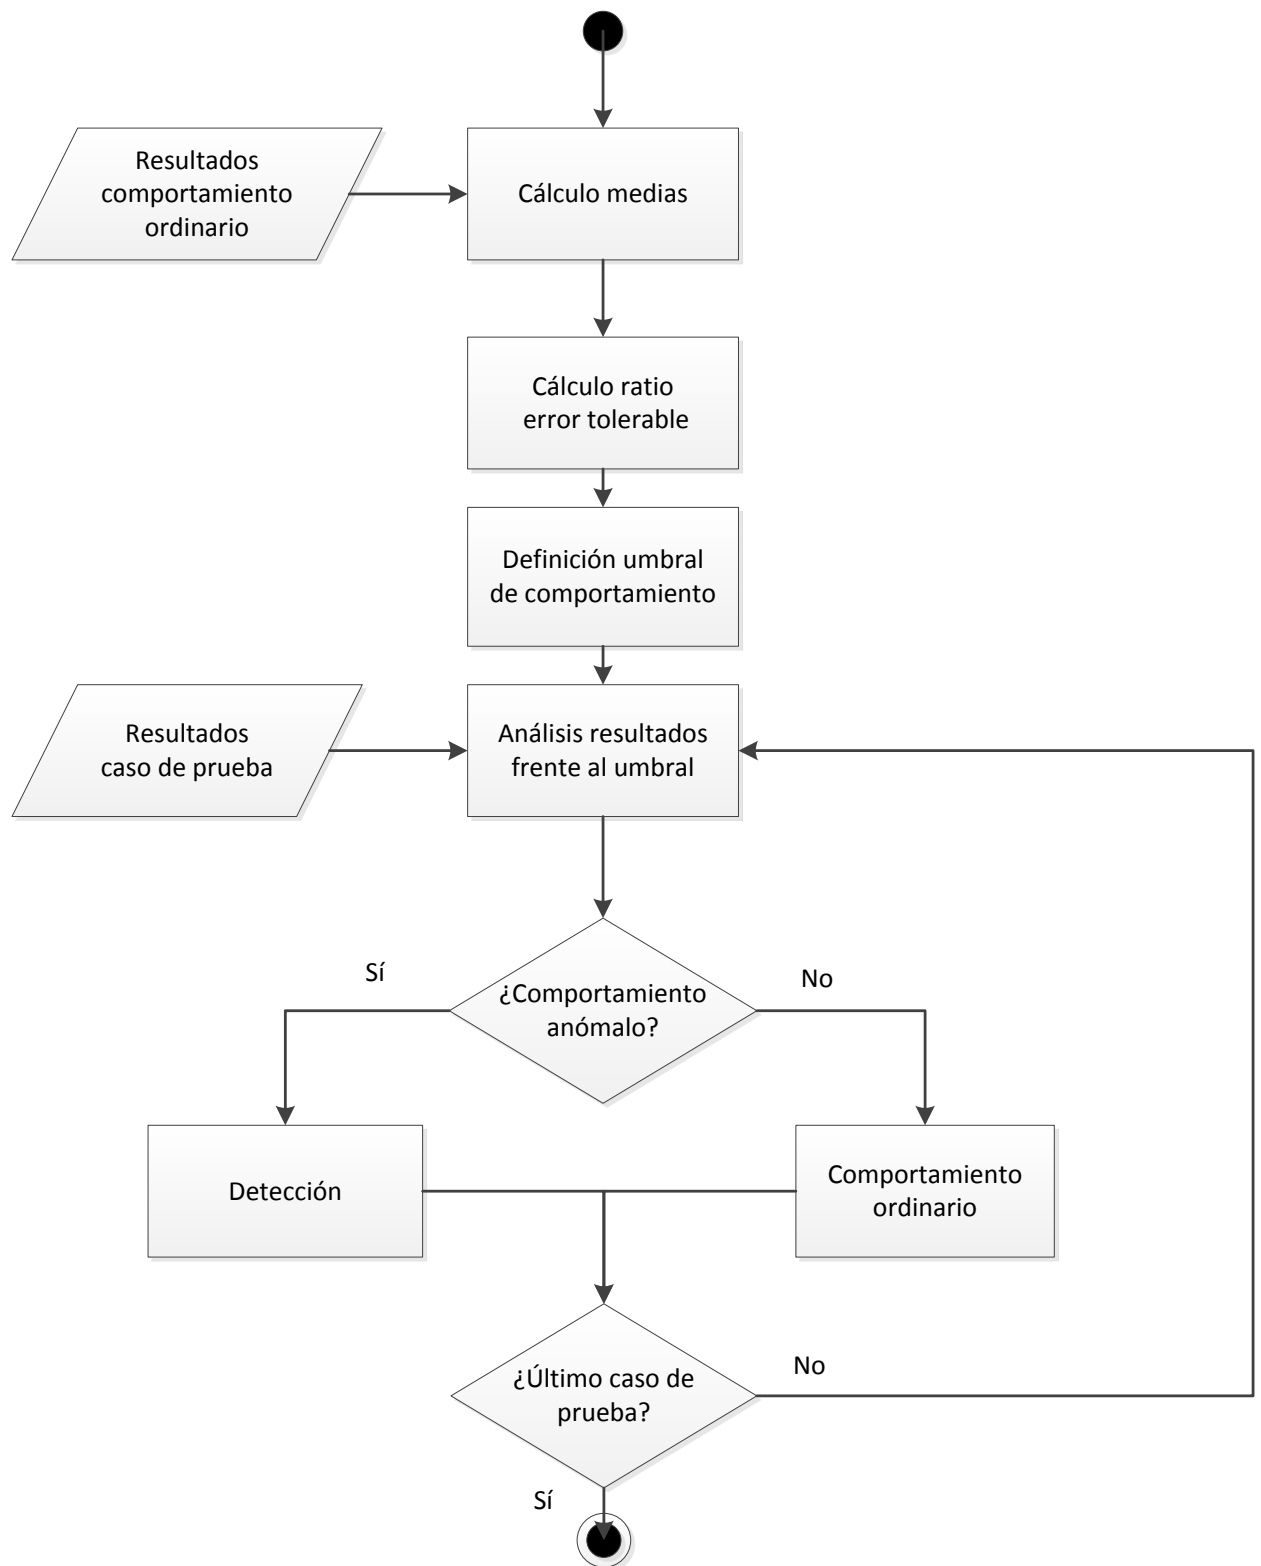 Resultados
comportamiento
ordinario
Cálculo medias
Cálculo ratio
error tolerable
Definición umbral
de comportamiento
Resultados
caso de prueba
Análisis resultados
frente al umbral
Sí
¿Comportamiento
anómalo?
No
Detección
Comportamiento
ordinario
¿Último caso de
prueba?
No
Sí